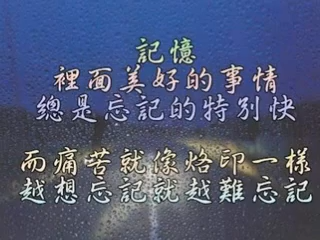 記憶
裡面美好的事情
總是忘記的特別快
而痛苦就像烙印一樣
越想忘記就越難忘記